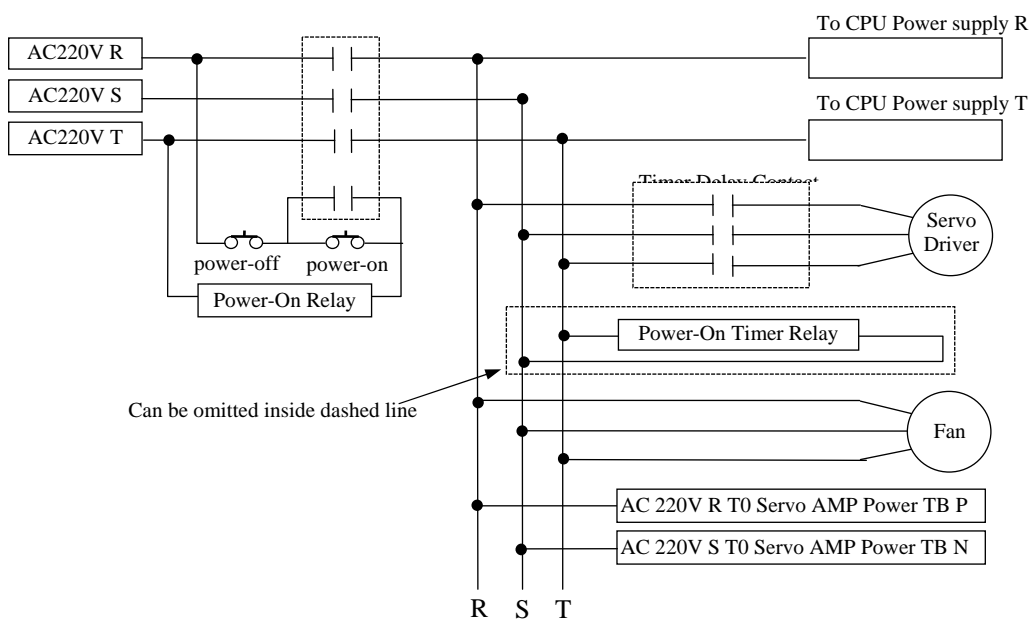 To CPU Power supply R
AC220V R
AC220V S
To CPU Power supply T
AC220V T
Timer Delay Contact
Servo
Driver
power-off
power-on
Power-On Relay
Power-On Timer Relay
Can be omitted inside dashed line
Fan
AC 220V R T0 Servo AMP Power TB P
AC 220V S T0 Servo AMP Power TB N
R S T